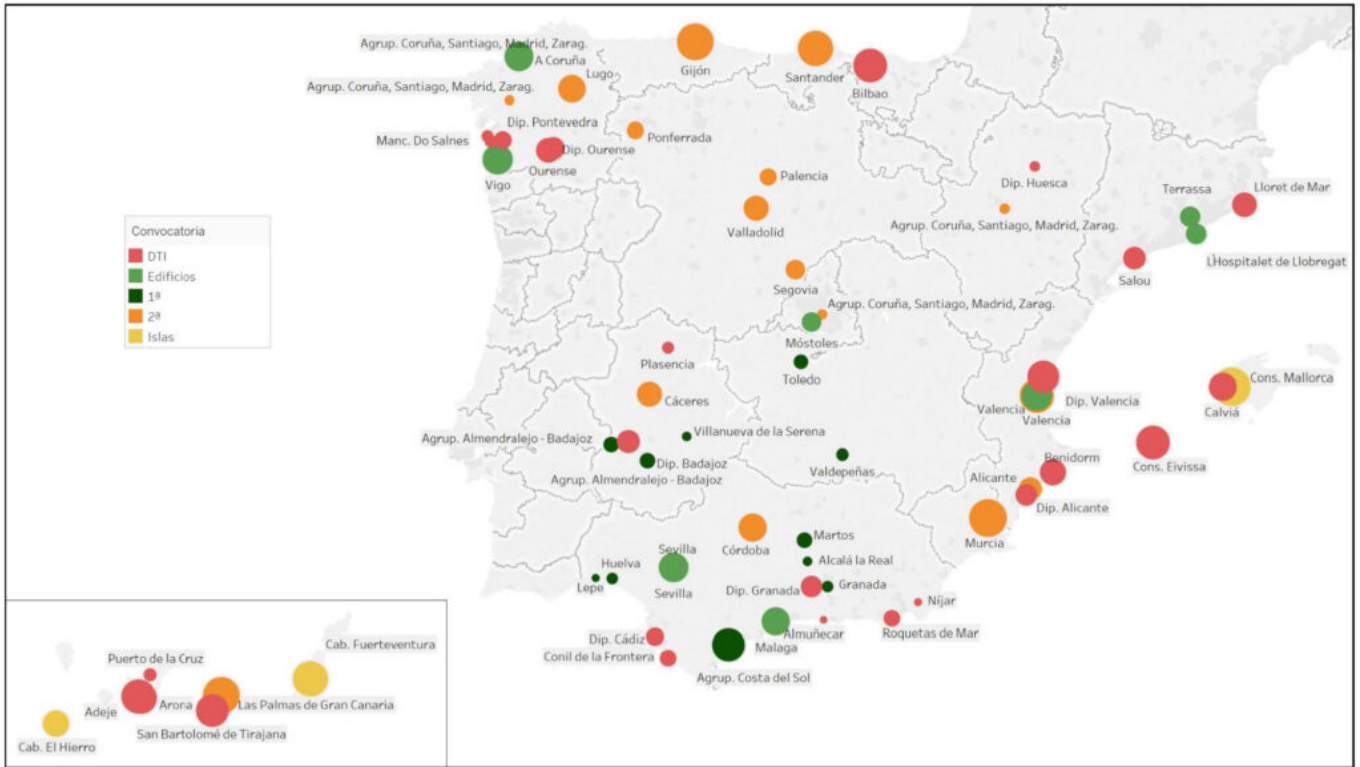 Agrup. Coruña, Santiago, Madrid, Zarag.
A Coruña
Gijón
Santander
Bilbao
Lugo
Agrup. Coruña, Santiago, Madrid, Zarag.
Dip. Pontevedra
Manc. Do Salnes
Ponferrada
Dip. Ourense
Ourense
Vigo
Palencia
Dip. Huesca
Lloret de Mar
Terrassa
Valladolid
Agrup. Coruña, Santiago, Madrid, Zarag.
L'Hospitalet de Llobregat
Salou
Convocatoria
DTI
Edificios
1ª
2ª
Islas
Segovia
Agrup. Coruña, Santiago, Madrid, Zarag.
Móstoles
Plasencia
Toledo
Cons. Mallorca
Cáceres
Dip. Valencia
Valencia
Valencia
Calviá
Villanueva de la Serena
Agrup. Almendralejo - Badajoz
Dip. Badajoz
Agrup. Almendralejo - Badajoz
Valdepeñas
Benidorm
Cons. Eivissa
Alicante
Dip. Alicante
Murcia
Córdoba
Martos
Sevilla
Alcalá la Real
Huelva
Lepe
Sevilla
Dip. Granada
Granada
Níjar
Almuñecar
Roquetas de Mar
Dip. Cádiz
Malaga
Conil de la Frontera
Agrup. Costa del Sol
Cab. Fuerteventura
Puerto de la Cruz
Adeje
Arona
Las Palmas de Gran Canaria
San Bartolomé de Tirajana
Cab. El Hierro